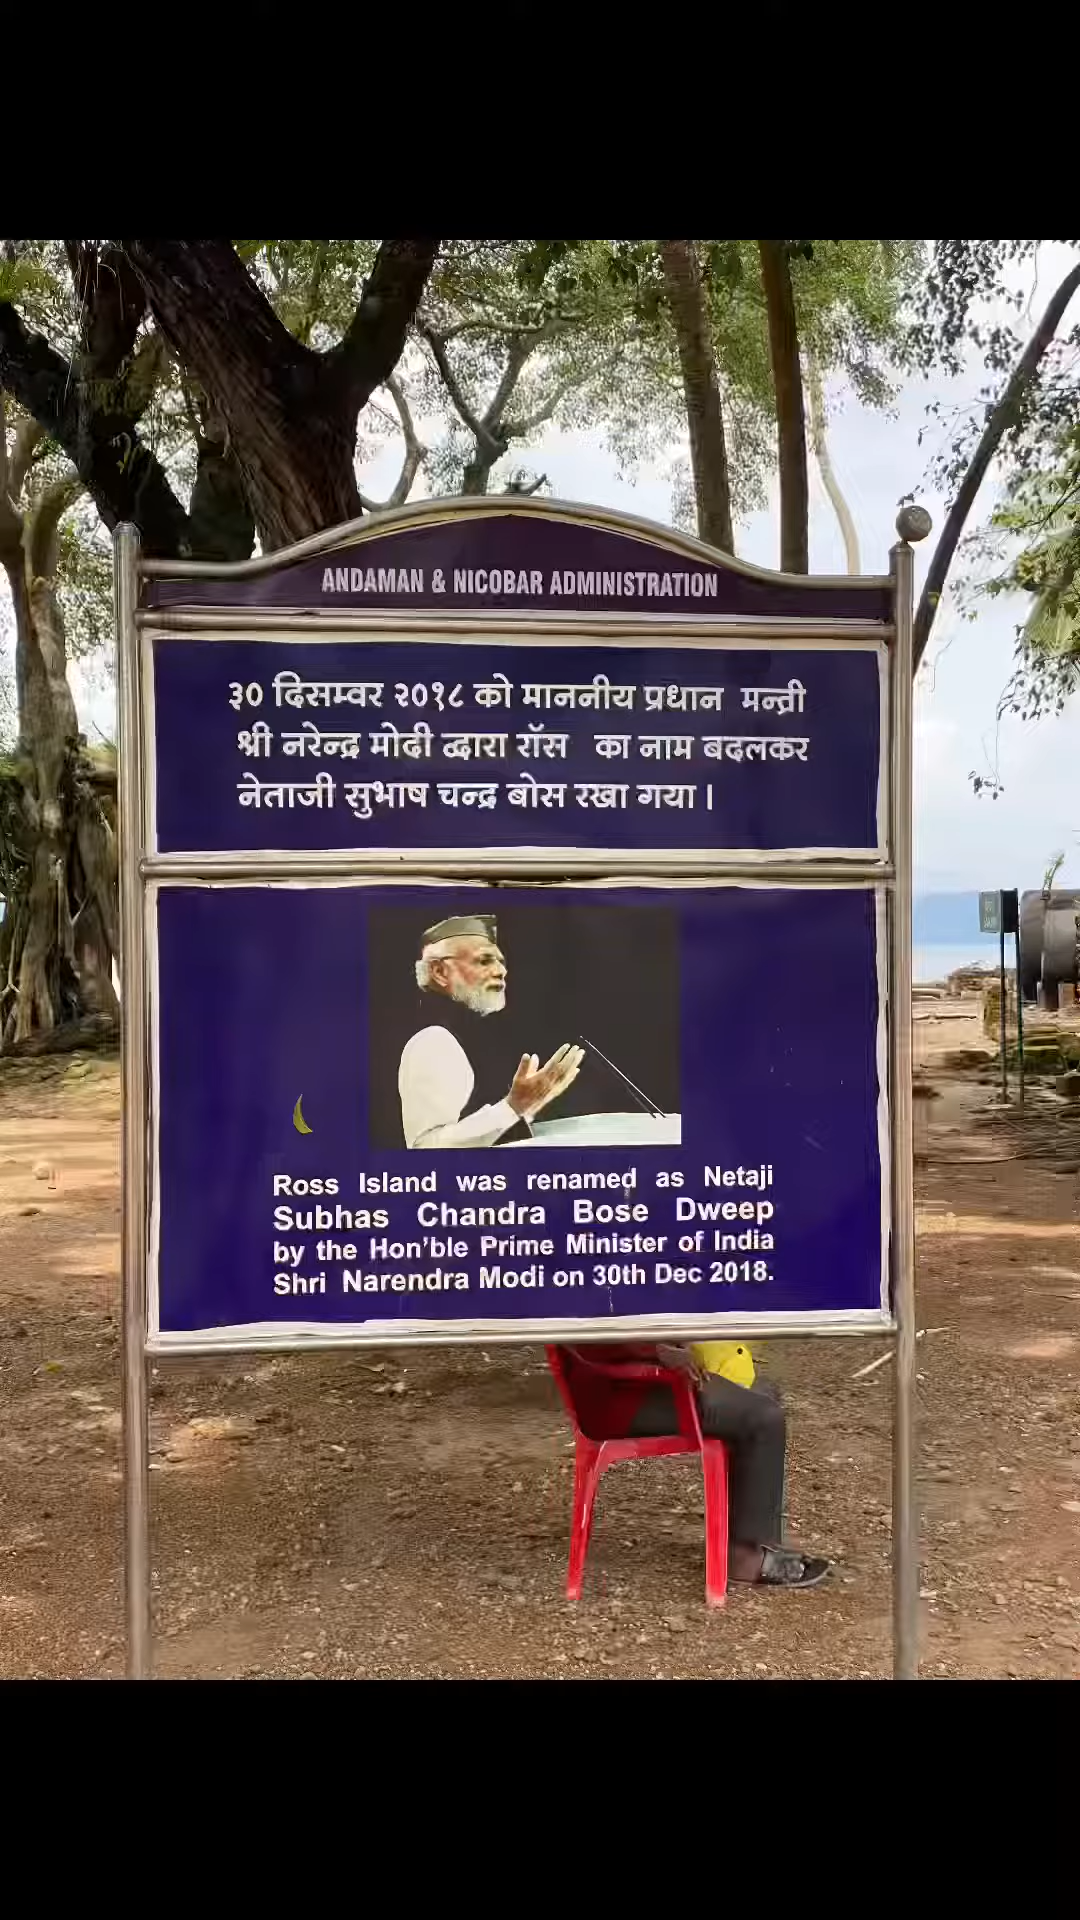 ANDAMAN & NICOBAR ADMINISTRATION
३० दिसम्वर २०१८ को माननीय प्रधान मन्त्री
श्री नरेन्द्र मोदी द्वारा रॉस का नाम बदलकर
नेताजी सुभाष चन्द्र बोस रखा गया।
Ross Island was renamed as Netaji
Subhas Chandra Bose Dweep
by the Hon'ble Prime Minister of India
Shri Narendra Modi on 30th Dec 2018.